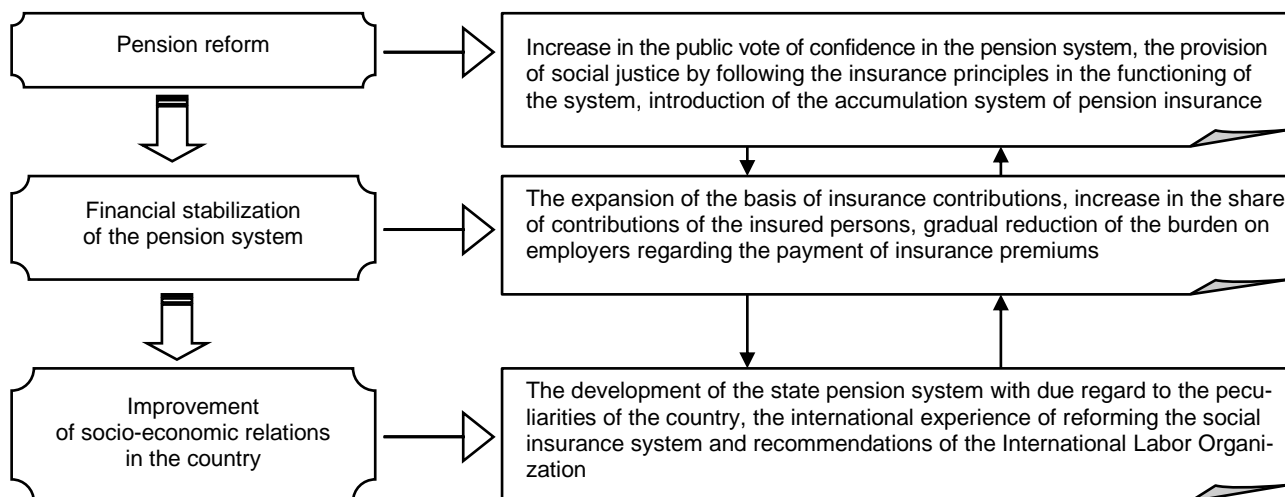 Pension reform
Increase in the public vote of confidence in the pension system, the provision
of social justice by following the insurance principles in the functioning of
the system, introduction of the accumulation system of pension insurance
Financial stabilization
of the pension system
The expansion of the basis of insurance contributions, increase in the share
of contributions of the insured persons, gradual reduction of the burden on
employers regarding the payment of insurance premiums
Improvement
of socio-economic relations
in the country
The development of the state pension system with due regard to the pecu-
liarities of the country, the international experience of reforming the social
insurance system and recommendations of the International Labor Organi-
zation